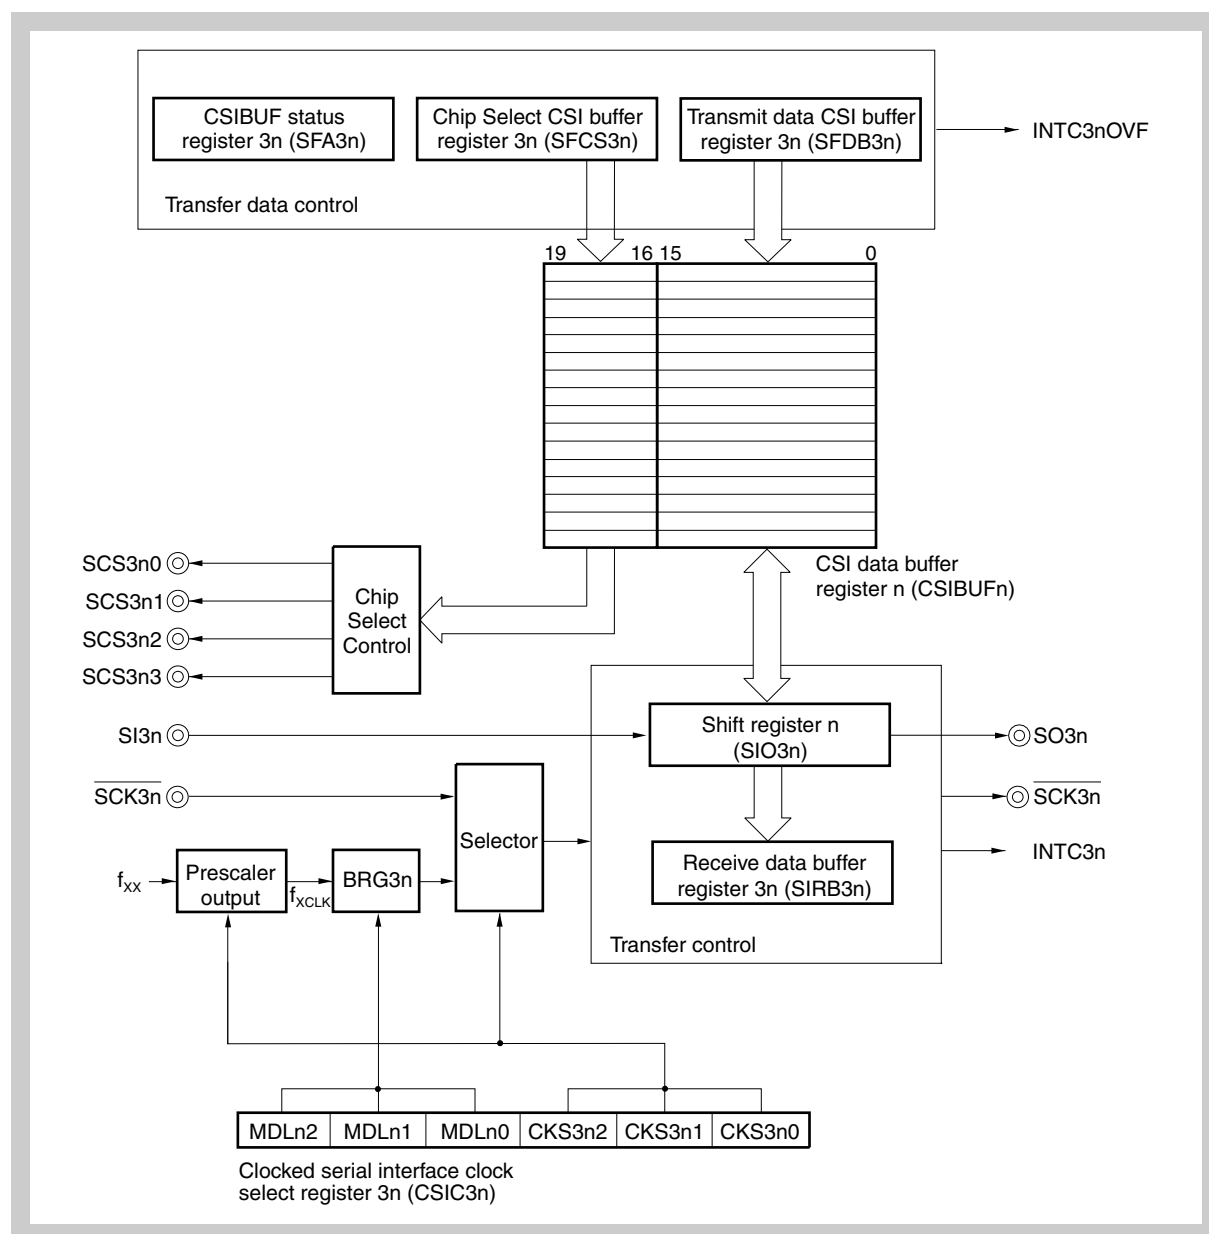 CSIBUF status
register 3n (SFA3n)
Chip Select CSI buffer
register 3n (SFCS3n)
Transmit data CSI buffer
register 3n (SFDB3n)
INTC3nOVF
Transfer data control
19 16 15 0
CSI data buffer
register n (CSIBUFn)
SCS3n0
SCS3n1
SCS3n2
SCS3n3
Chip
Select
Control
SI3n
Shift register n
(SIO3n)
SO3n
SCK3n
SCK3n
Selector
INTC3n
fXX
Prescaler
output
fXCLK
BRG3n
Receive data buffer
register 3n (SIRB3n)
Transfer control
MDLn2 MDLn1 MDLn0 CKS3n2 CKS3n1 CKS3n0
Clocked serial interface clock
select register 3n (CSIC3n)